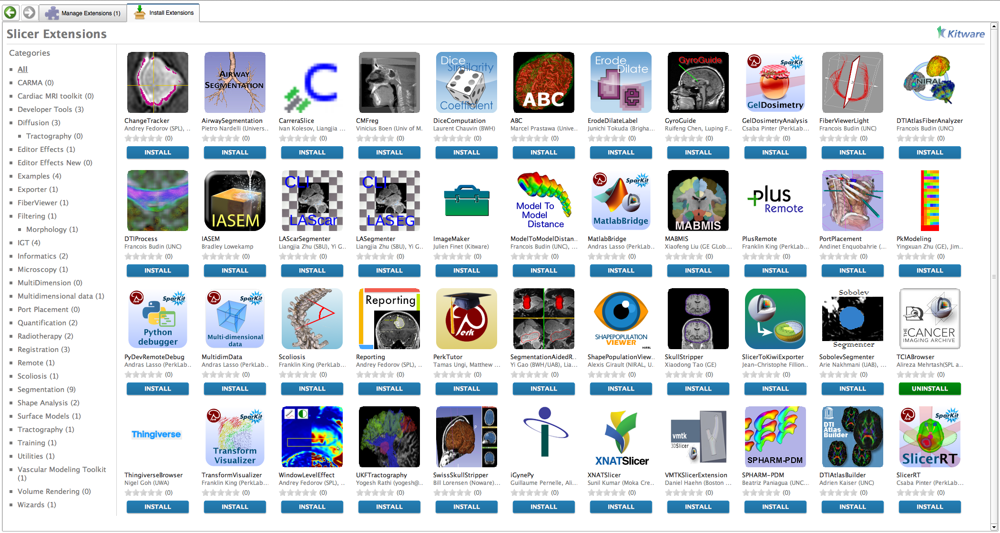 Manage Extensions (1)
Install Extensions
Slicer Extensions
Kitware
Categories
All
CARMA (0)
Cardiac MRI toolkit (0)
Developer Tools (3)
Diffusion (3)
Tractography (0)
Editor Effects (1)
Editor Effects New (0)
Examples (4)
Exporter (1)
FiberViewer (1)
Filtering (1)
Morphology (1)
IGT (4)
Informatics (2)
Microscopy (1)
MultiDimension (0)
Multidimensional data (1)
Port Placement (0)
Quantification (2)
Radiotherapy (2)
Registration (3)
Remote (1)
Scoliosis (1)
Segmentation (9)
Shape Analysis (2)
Surface Models (1)
Tractography (1)
Training (1)
Utilities (1)
Vascular Modeling Toolkit
(1)
Volume Rendering (0)
Wizards (1)
AIRWAY
SEGMENTATION
C
Dice
Similarity
Coefficient
ABC
Erode
Dilate
GyroGuide
Perk SparKit
GelDosimetry
NIRAL
ChangeTracker AirwaySegmentation CarreraSlice CMFreg DiceComputation ABC ErodeDilateLabel GyroGuide GelDosimetryAnalysis FiberViewerLight DTIAtlasFiberAnalyzer
Andrey Fedorov (SPL), .. Pietro Nardelli (Univers.. Ivan Kolesov, Liangjia ... Vinicius Boen (Univ of M. Laurent Chauvin (BWH) Marcel Prastawa (Unive.. Junichi Tokuda (Brigha.. Ruifeng Chen, Luping F.. Csaba Pinter (PerkLab... Francois Budin (UNC) Francois Budin (UNC)
(0) (0) (0) (0) (0) (0) (0) (0) (0) (0) (0)
INSTALL INSTALL INSTALL INSTALL INSTALL INSTALL INSTALL INSTALL INSTALL INSTALL INSTALL
IASEM
CLI
LAScar
CLI
LASEG
Model To
Model
Distance
Perk SparKit
MatlabBridge
MABMIS
plus
Remote
P
DTIProcess IASEM LAScarSegmenter LASegmenter ImageMaker ModelToModelDistan.. MatlabBridge MABMIS PlusRemote PortPlacement PkModeling
Francois Budin (UNC) Bradley Lowekamp Liangjia Zhu (SBU), Yi G.. Liangjia Zhu (SBU), Yi G.. Julien Finet (Kitware) Francois Budin (UNC), ... Andras Lasso (PerkLab.. Xiaofeng Liu (GE GLob.. Franklin King (PerkLab... Andinet Enquobahrie (... Yingxuan Zhu (GE), Jim..
(0) (0) (0) (0) (0) (0) (0) (0) (0) (0) (0)
INSTALL INSTALL INSTALL INSTALL INSTALL INSTALL INSTALL INSTALL INSTALL INSTALL INSTALL
Perk SparKit
Python
debugger
Perk SparKit
Multi-dimensional
data
Reporting
Perk
SHAPEPOPULATION
VIEWER
NIRAL
Sobolev
Segmenter
THE CANCER
IMAGING ARCHIVE
PyDevRemoteDebug MultidimData Scoliosis Reporting PerkTutor SegmentationAidedR.. ShapePopulationView.. SkullStripper SlicerToKiwiExporter SobolevSegmenter TCIABrowser
Andras Lasso (PerkLab.. Andras Lasso (PerkLab.. Franklin King (PerkLab... Andrey Fedorov (SPL), .. Tamas Ungi, Matthew ... Yi Gao (BWH/UAB), Lia... Alexis Girault (NIRAL, U. Xiaodong Tao (GE) Jean-Christophe Fillion.. Arie Nakhmani (UAB), ... Alireza Mehrtash(SPL a..
(0) (0) (0) (0) (0) (0) (0) (0) (0) (0) (0)
INSTALL INSTALL INSTALL INSTALL INSTALL INSTALL INSTALL INSTALL INSTALL INSTALL UNINSTALL
Thingiverse
Perk SparKit
Transform
Visualizer
P
XNATSlicer
vmtk
3DSlicer
SPHARM-PDM
DTI
Atlas
Builder
Perk SparKit
SlicerRT
ThingiverseBrowser TransformVisualizer WindowLevelEffect UKFTractography SwissSkullStripper iGynePy XNATSlicer VMTKSlicerExtension SPHARM-PDM DTIAtlasBuilder SlicerRT
Nigel Goh (UWA) Franklin King (PerkLab... Andrey Fedorov (SPL), .. Yogesh Rathi (yogesh@.. Bill Lorensen (Noware)... Guillaume Pernelle, Ali... Sunil Kumar (Moka Cre.. Daniel Haehn (Boston ... Beatriz Paniagua (UNC... Adrien Kaiser (UNC) Csaba Pinter (PerkLab...
(0) (0) (0) (0) (0) (0) (0) (0) (0) (0) (0)
INSTALL INSTALL INSTALL INSTALL INSTALL INSTALL INSTALL INSTALL INSTALL INSTALL INSTALL